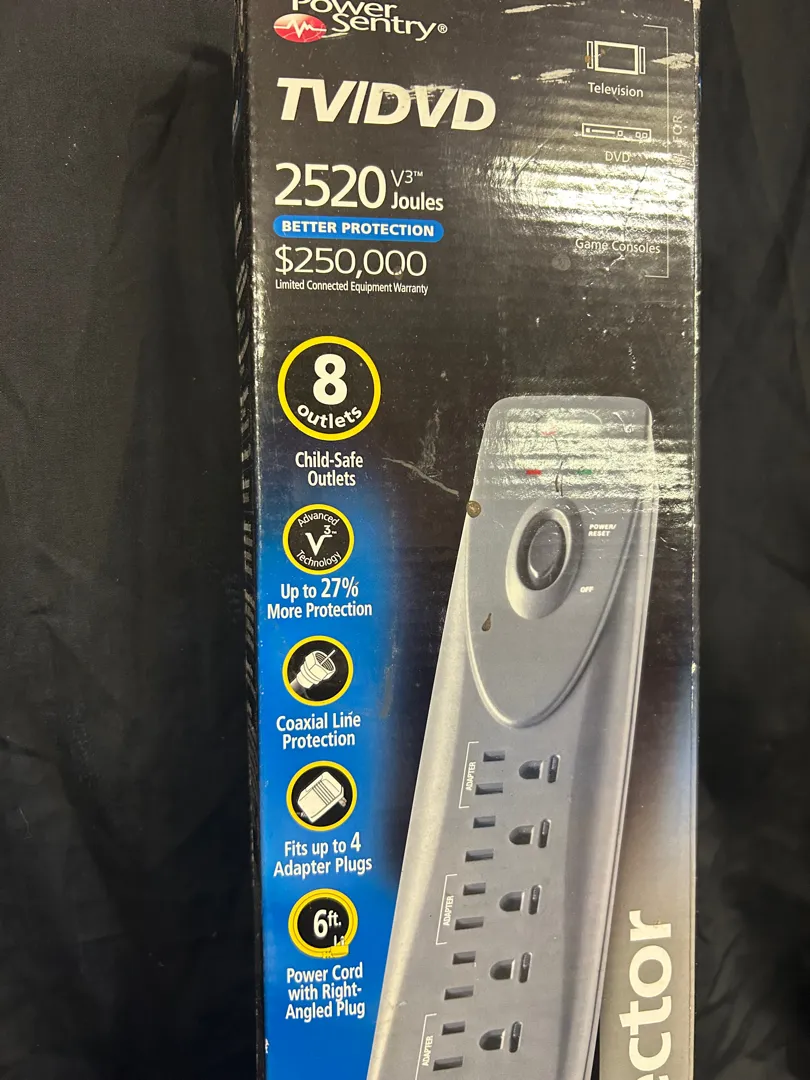 Power
Sentry®
TV/DVD
2520 V3™
Joules
BETTER PROTECTION
$250,000
Limited Connected Equipment Warranty
Television
DVD
Game Consoles
FOR
8
outlets
Child-Safe
Outlets
Advanced
V3™
Technology
Up to 27%
More Protection
Coaxial Line
Protection
Fits up to 4
Adapter Plugs
6ft.
Power Cord
with Right-
Angled Plug
POWER/
RESET
OFF
ADAPTER
ADAPTER
ADAPTER
ector